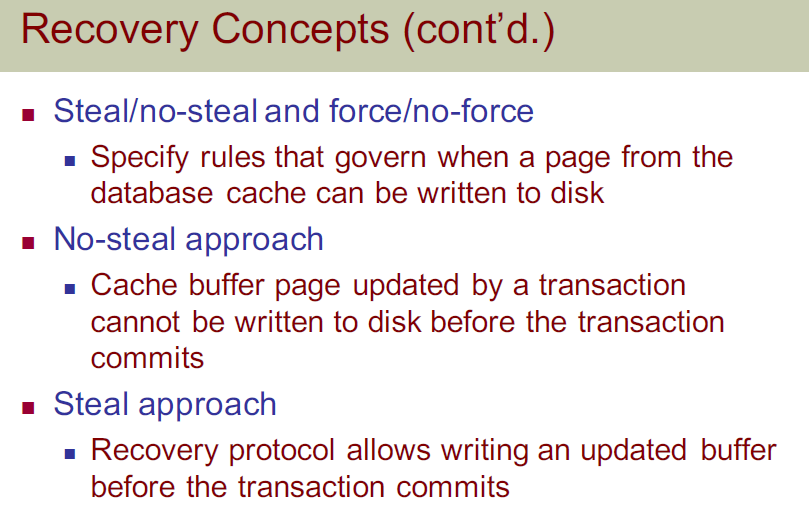 Recovery Concepts (cont’d.)
Steal/no-steal and force/no-force
Specify rules that govern when a page from the
database cache can be written to disk
No-steal approach
Cache buffer page updated by a transaction
cannot be written to disk before the transaction
commits
Steal approach
Recovery protocol allows writing an updated buffer
before the transaction commits